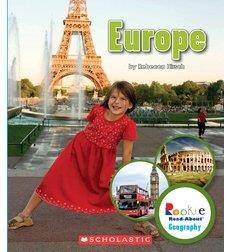 Europe
by Rebecca Hirsch
Rookie
Read-About®
Geography
SCHOLASTIC